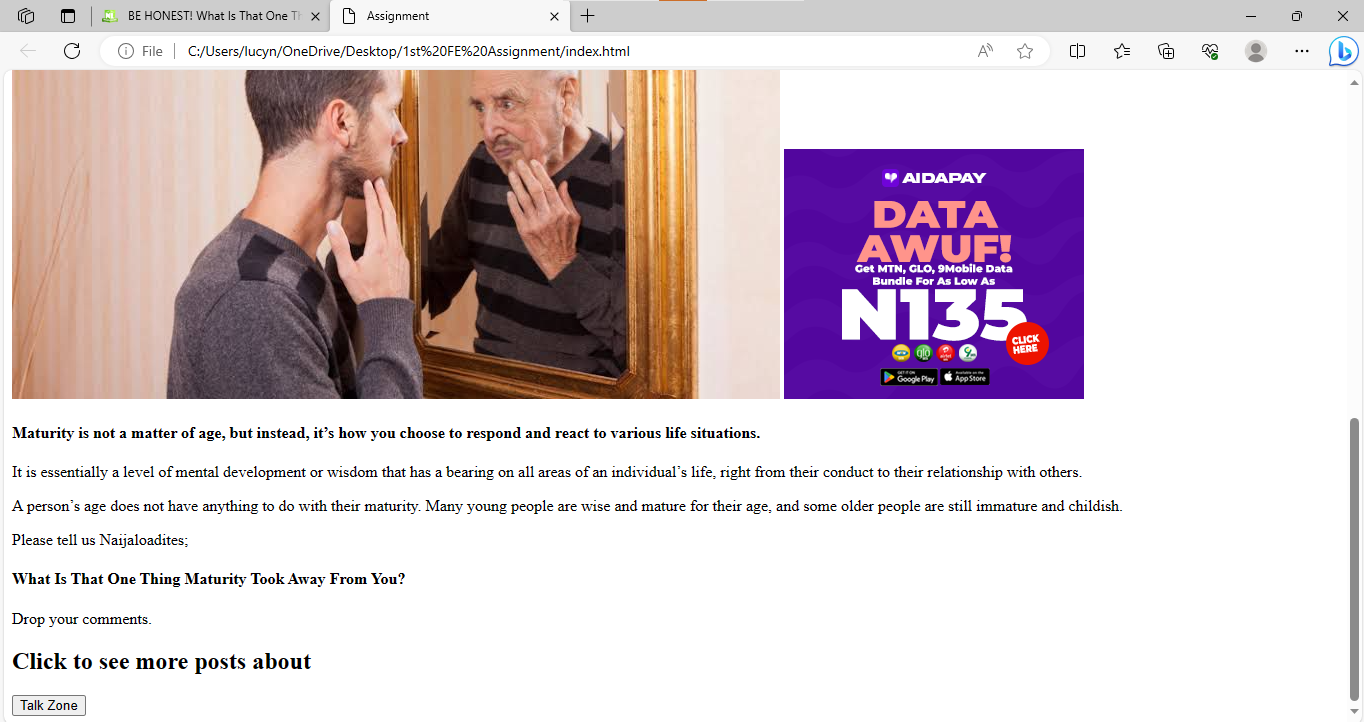 BE HONEST! What Is That One Th
Assignment
File
C:/Users/lucyn/OneDrive/Desktop/1st%20FE%20Assignment/index.html
AIDAPAY
DATA
AWUF!
Get MTN, GLO, 9Mobile Data
Bundle For As Low As
N135
CLICK
HERE
GET IT ON
Google Play
Available on the
App Store
Maturity is not a matter of age, but instead, it’s how you choose to respond and react to various life situations.
It is essentially a level of mental development or wisdom that has a bearing on all areas of an individual’s life, right from their conduct to their relationship with others.
A person’s age does not have anything to do with their maturity. Many young people are wise and mature for their age, and some older people are still immature and childish.
Please tell us Naijaloadites;
What Is That One Thing Maturity Took Away From You?
Drop your comments.
Click to see more posts about
Talk Zone